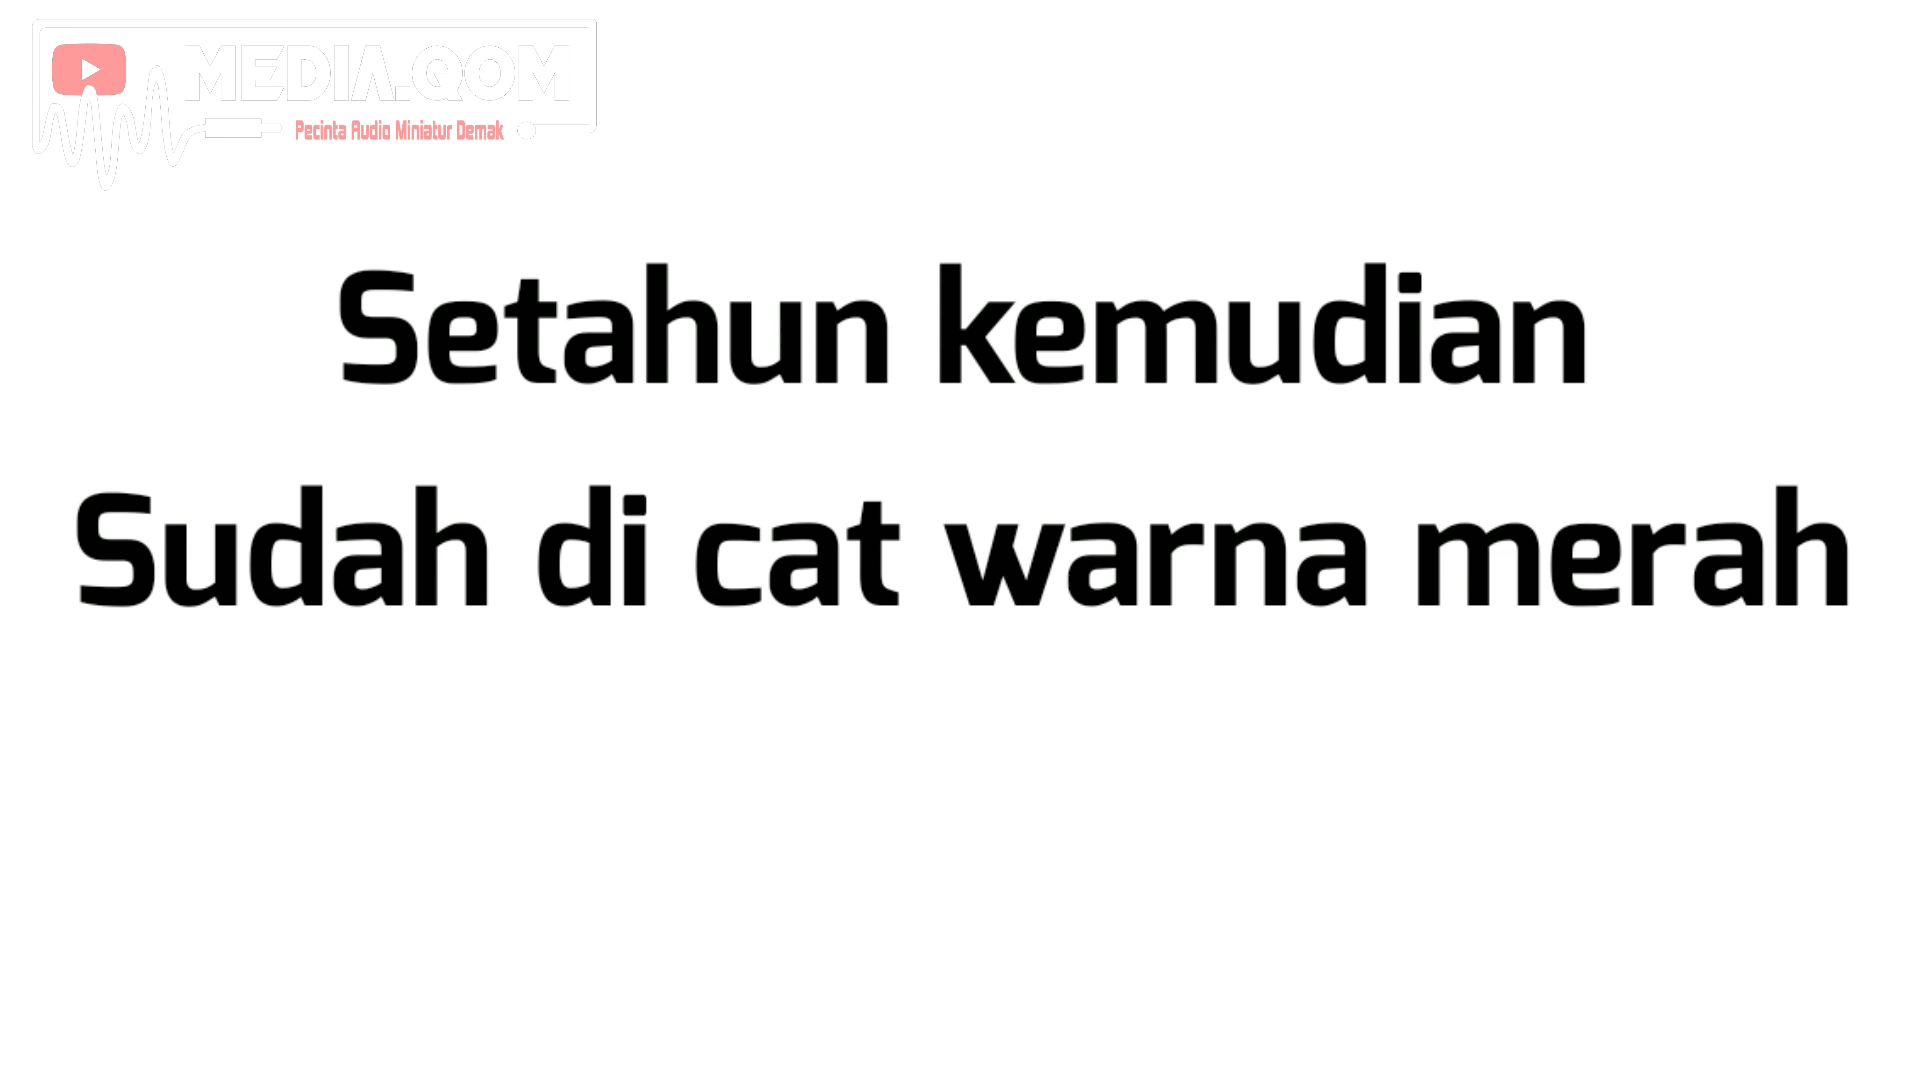 MEDIA.QOM
Pecinta Audio Miniatur Demak
Setahun kemudian
Sudah di cat warna merah